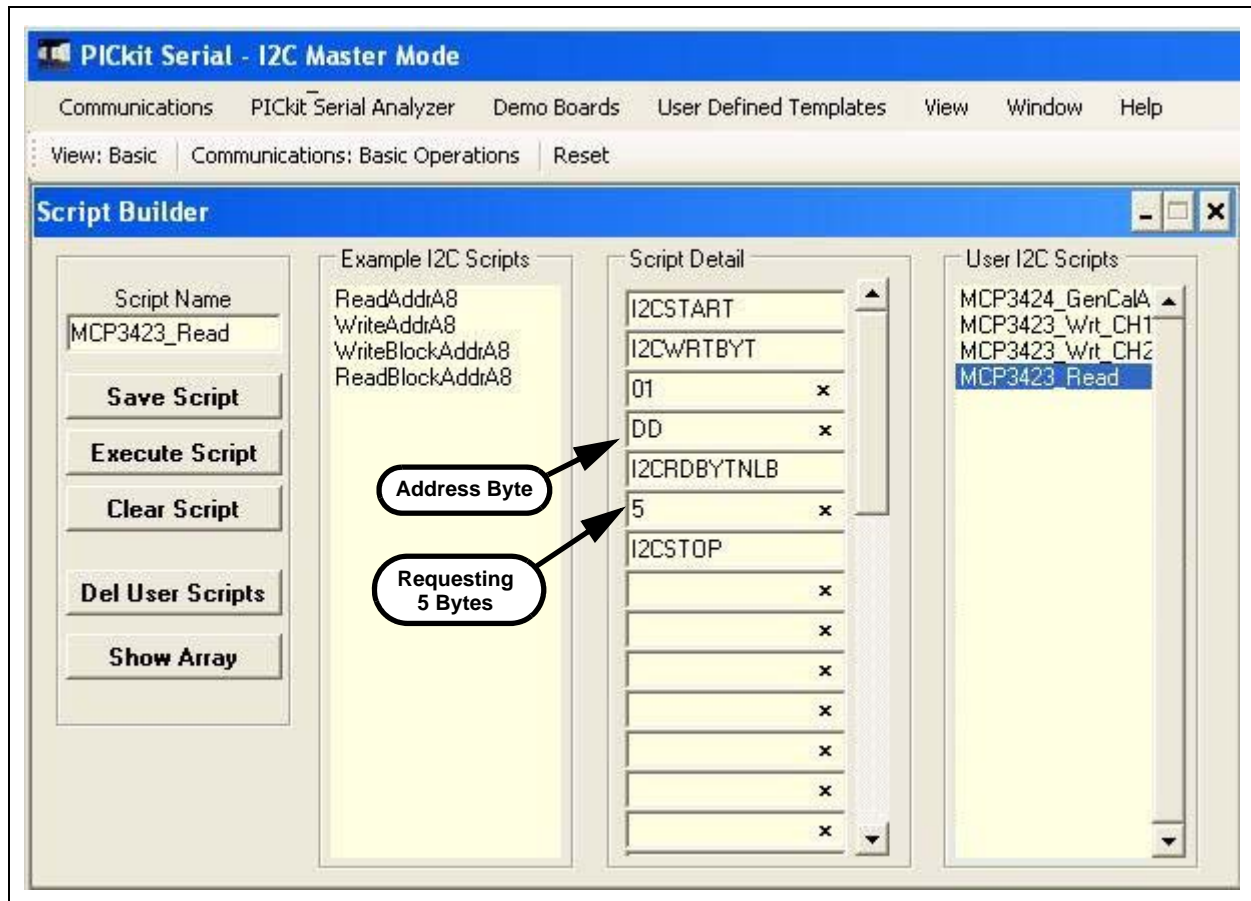 PICkit Serial - I2C Master Mode
Communications PICkit Serial Analyzer Demo Boards User Defined Templates View Window Help
View: Basic Communications: Basic Operations Reset
Script Builder
Script Name
MCP3423_Read
Save Script
Execute Script
Clear Script
Del User Scripts
Show Array
Example I2C Scripts
ReadAddrA8
WriteAddrA8
WriteBlockAddrA8
ReadBlockAddrA8
Address Byte
Requesting
5 Bytes
Script Detail
I2CSTART
I2CWRTBYT
01
DD
I2CRDBYTNLB
5
I2CSTOP
User I2C Scripts
MCP3424_GenCalA
MCP3423_Wrt_CH1
MCP3423_Wrt_CH2
MCP3423_Read